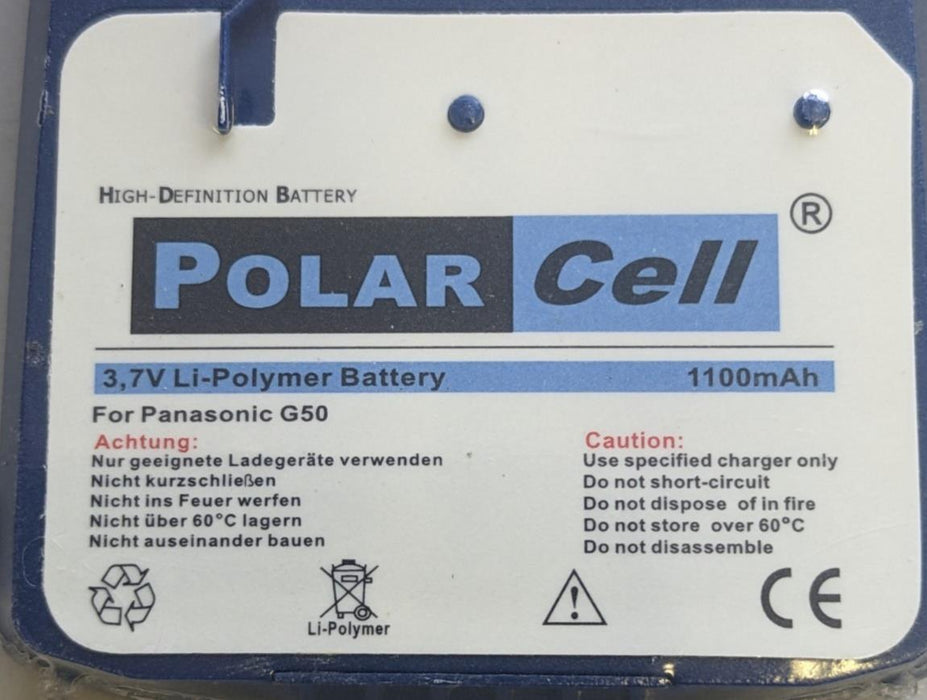 HIGH-DEFINITION BATTERY
POLAR Cell ®
3,7V Li-Polymer Battery 1100mAh
For Panasonic G50
Achtung:
Nur geeignete Ladegeräte verwenden
Nicht kurzschließen
Nicht ins Feuer werfen
Nicht über 60°C lagern
Nicht auseinander bauen
Caution:
Use specified charger only
Do not short-circuit
Do not dispose of in fire
Do not store over 60°C
Do not disassemble
Li-Polymer
CE